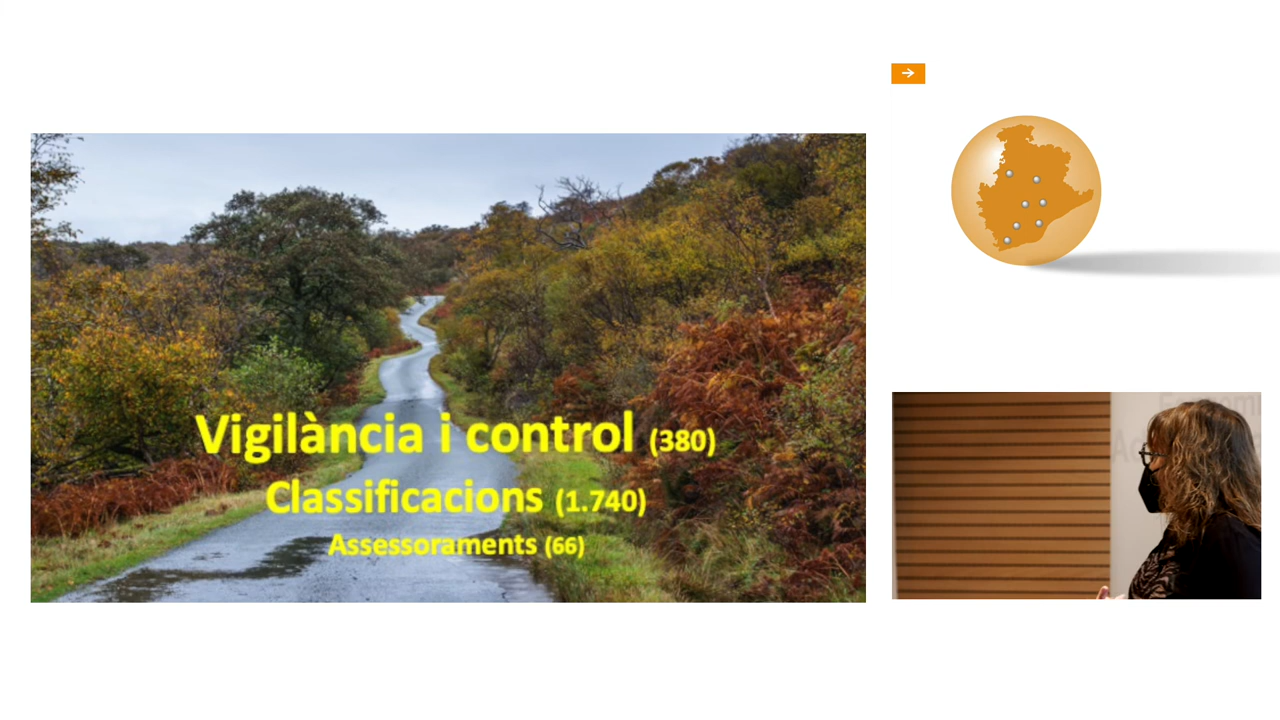 Vigilància i control (380)
Classificacions (1.740)
Assessoraments (66)